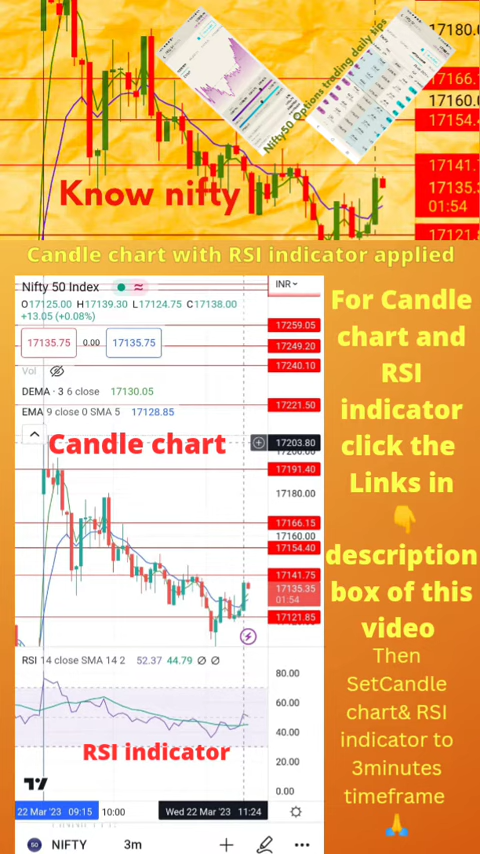 17180.0
17166.1
17160.0
17154.4
Nifty50 Options trading daily tips
17141.7
17135.3
01:54
Know nifty
17121.8
Candle chart with RSI indicator applied
Nifty 50 Index
INR
O17125.00 H17139.30 L17124.75 C17138.00
+13.05 (+0.08%)
17259.05
17135.75 0.00 17135.75
17249.20
17240.10
Vol
DEMA · 3 6 close 17130.05
17221.50
EMA 9 close 0 SMA 5 17128.85
17203.80
17200.00
Candle chart
17191.40
17180.00
17166.15
17160.00
17154.40
17141.75
17135.35
01:54
17121.85
RSI 14 close SMA 14 2 52.37 44.79 Ø Ø
80.00
60.00
40.00
RSI indicator
20.00
0.00
22 Mar '23 09:15 10:00 Wed 22 Mar '23 11:24
50 NIFTY 3m
For Candle
chart and
RSI
indicator
click the
Links in
👇
description
box of this
video
Then
SetCandle
chart& RSI
indicator to
3minutes
timeframe
🙏